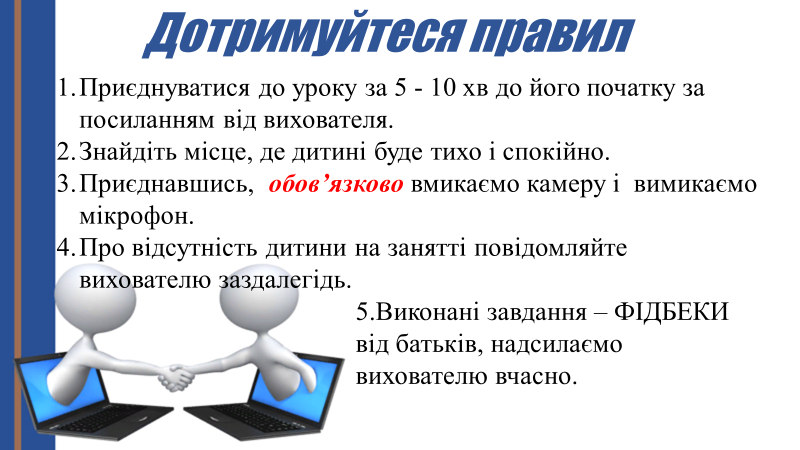 Дотримуйтеся правил
1. Приєднуватися до уроку за 5 - 10 хв до його початку за
посиланням від вихователя.
2. Знайдіть місце, де дитині буде тихо і спокійно.
3. Приєднавшись, обов’язково вмикаємо камеру і вимикаємо
мікрофон.
4. Про відсутність дитини на занятті повідомляйте
вихователю заздалегідь.
5.Виконані завдання – ФІДБЕКИ
від батьків, надсилаємо
вихователю вчасно.